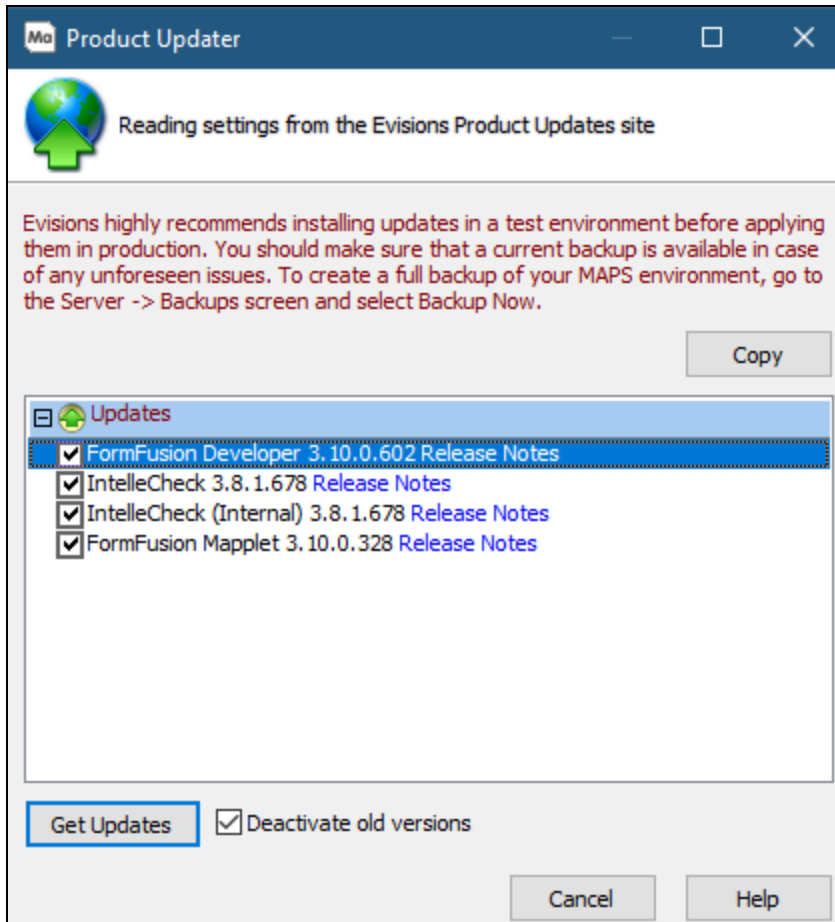 Ma Product Updater
Reading settings from the Evisions Product Updates site
Evisions highly recommends installing updates in a test environment before applying
them in production. You should make sure that a current backup is available in case
of any unforeseen issues. To create a full backup of your MAPS environment, go to
the Server -> Backups screen and select Backup Now.
Copy
Updates
FormFusion Developer 3.10.0.602 Release Notes
IntelleCheck 3.8.1.678 Release Notes
IntelleCheck (Internal) 3.8.1.678 Release Notes
FormFusion Mapplet 3.10.0.328 Release Notes
Get Updates Deactivate old versions
Cancel Help